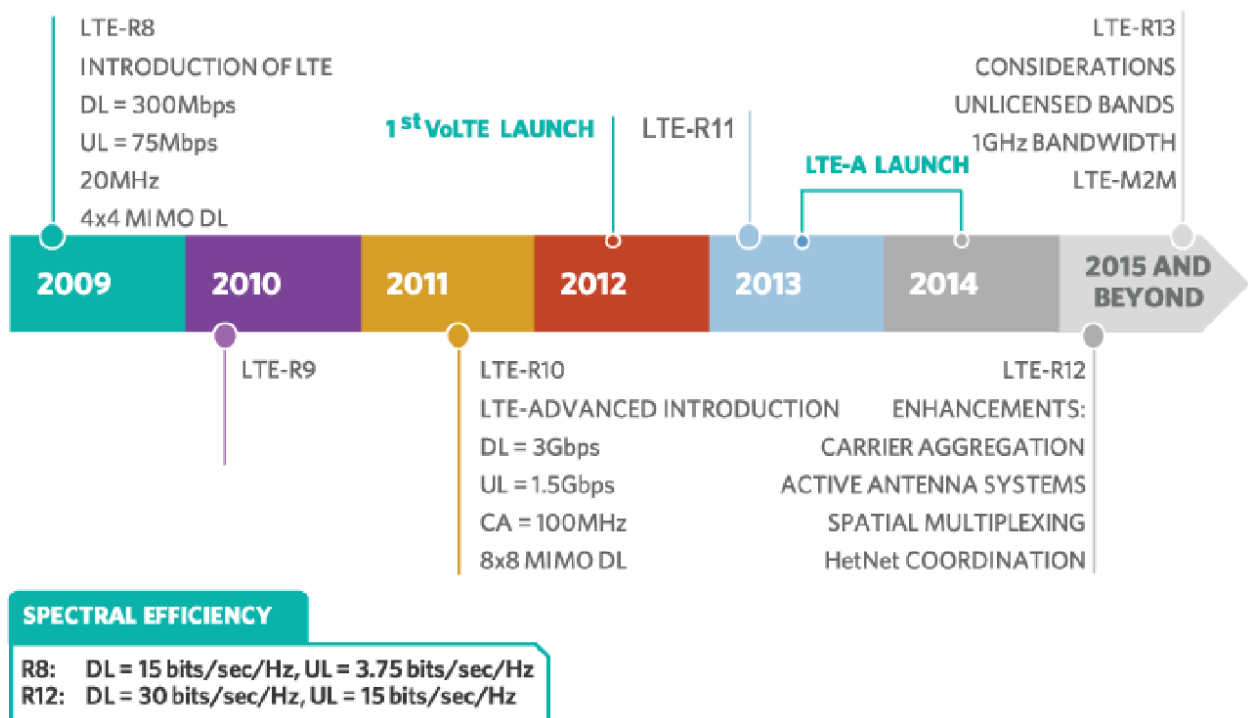 LTE-R8
INTRODUCTION OF LTE
DL = 300Mbps
UL = 75Mbps
20MHz
4x4 MIMO DL
1st VoLTE LAUNCH
LTE-R11
LTE-A LAUNCH
LTE-R13
CONSIDERATIONS
UNLICENSED BANDS
1GHz BANDWIDTH
LTE-M2M
2009
2010
2011
2012
2013
2014
2015 AND
BEYOND
LTE-R9
LTE-R10
LTE-ADVANCED INTRODUCTION
DL = 3Gbps
UL = 1.5Gbps
CA = 100MHz
8x8 MIMO DL
LTE-R12
ENHANCEMENTS:
CARRIER AGGREGATION
ACTIVE ANTENNA SYSTEMS
SPATIAL MULTIPLEXING
HetNet COORDINATION
SPECTRAL EFFICIENCY
R8: DL = 15 bits/sec/Hz, UL = 3.75 bits/sec/Hz
R12: DL = 30 bits/sec/Hz, UL = 15 bits/sec/Hz